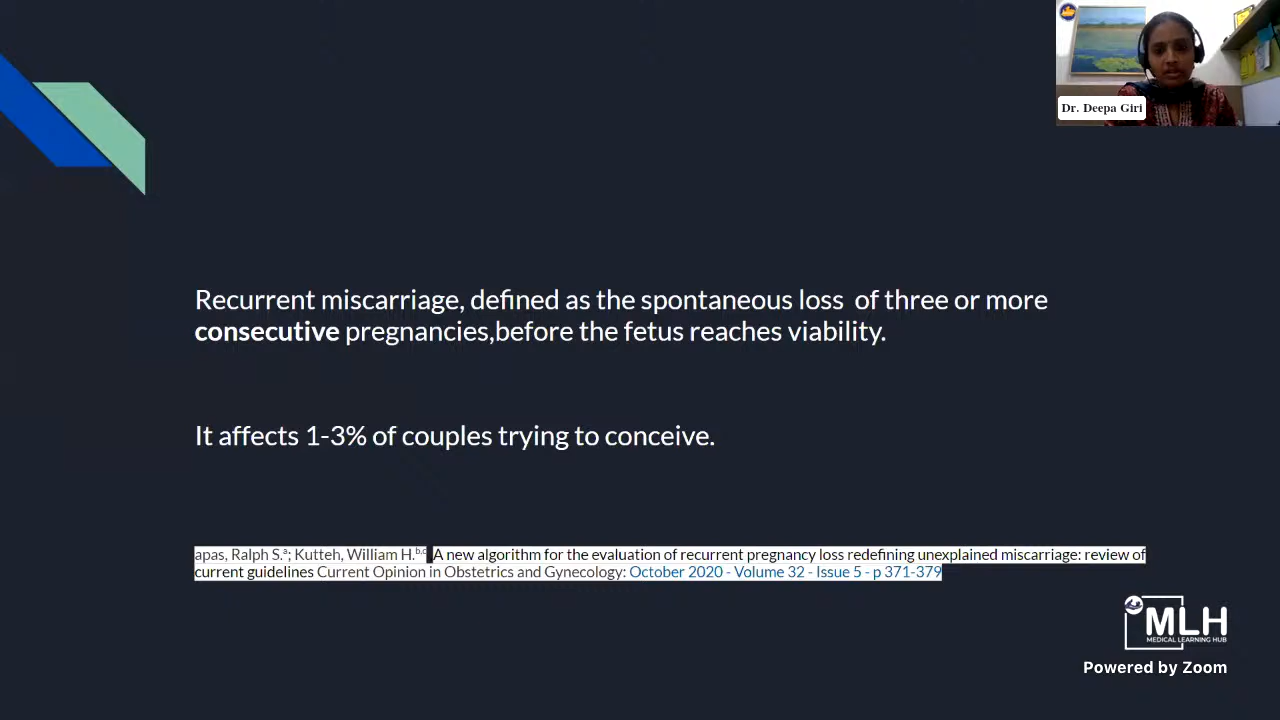 Dr. Deepa Giri
Recurrent miscarriage, defined as the spontaneous loss  of three or more
consecutive pregnancies,before the fetus reaches viability.
It affects 1-3% of couples trying to conceive.
apas, Ralph S.a; Kutteh, William H.b,c A new algorithm for the evaluation of recurrent pregnancy loss redefining unexplained miscarriage: review of
current guidelines Current Opinion in Obstetrics and Gynecology: October 2020 - Volume 32 - Issue 5 - p 371-379
MLH
MEDICAL LEARNING HUB
Powered by Zoom